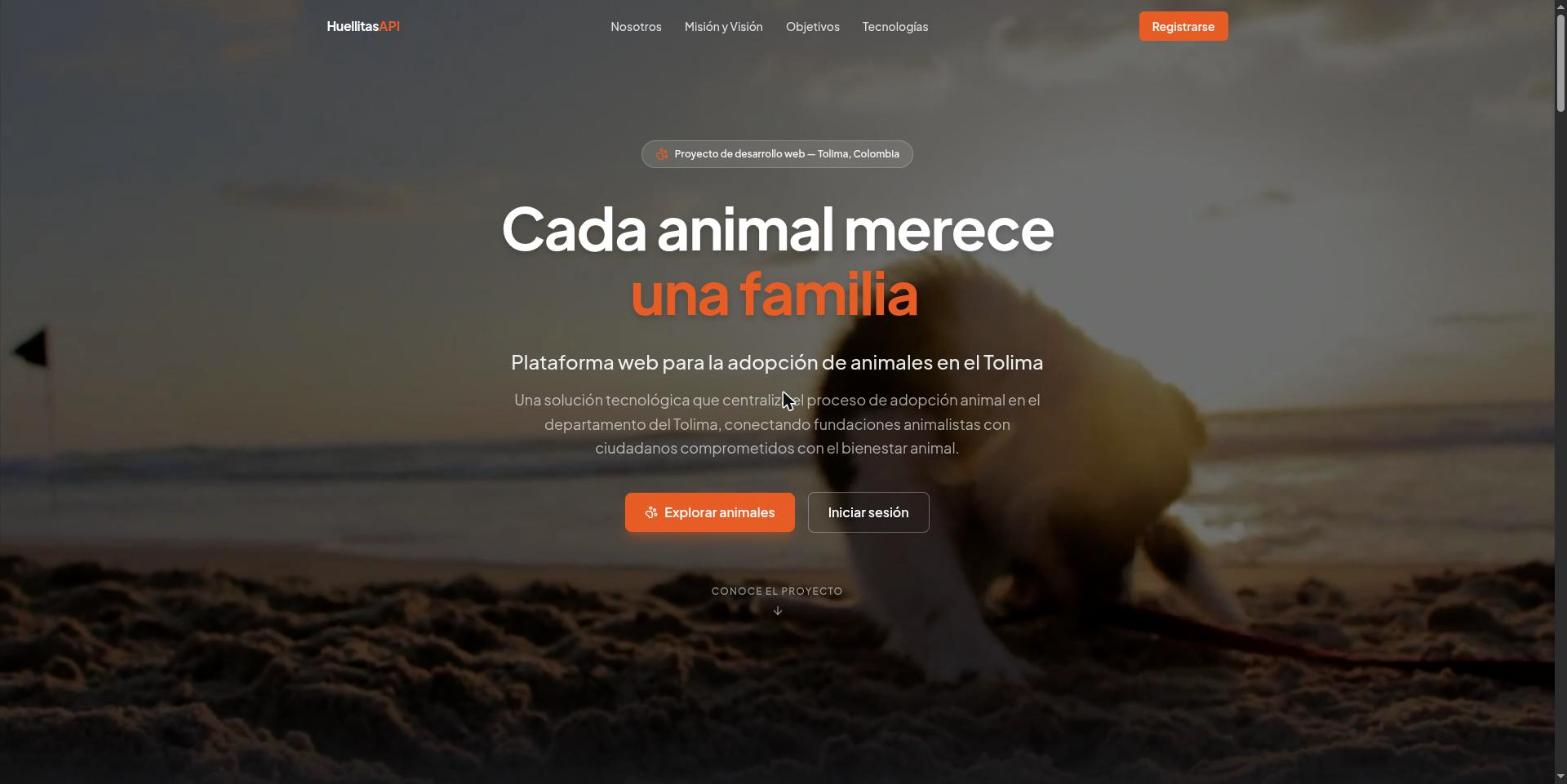 HuellitasAPI
Nosotros
Misión y Visión
Objetivos
Tecnologías
Registrarse
Proyecto de desarrollo web — Tolima, Colombia
Cada animal merece
una familia
Plataforma web para la adopción de animales en el Tolima
Una solución tecnológica que centraliza el proceso de adopción animal en el
departamento del Tolima, conectando fundaciones animalistas con
ciudadanos comprometidos con el bienestar animal.
Explorar animales
Iniciar sesión
CONOCE EL PROYECTO